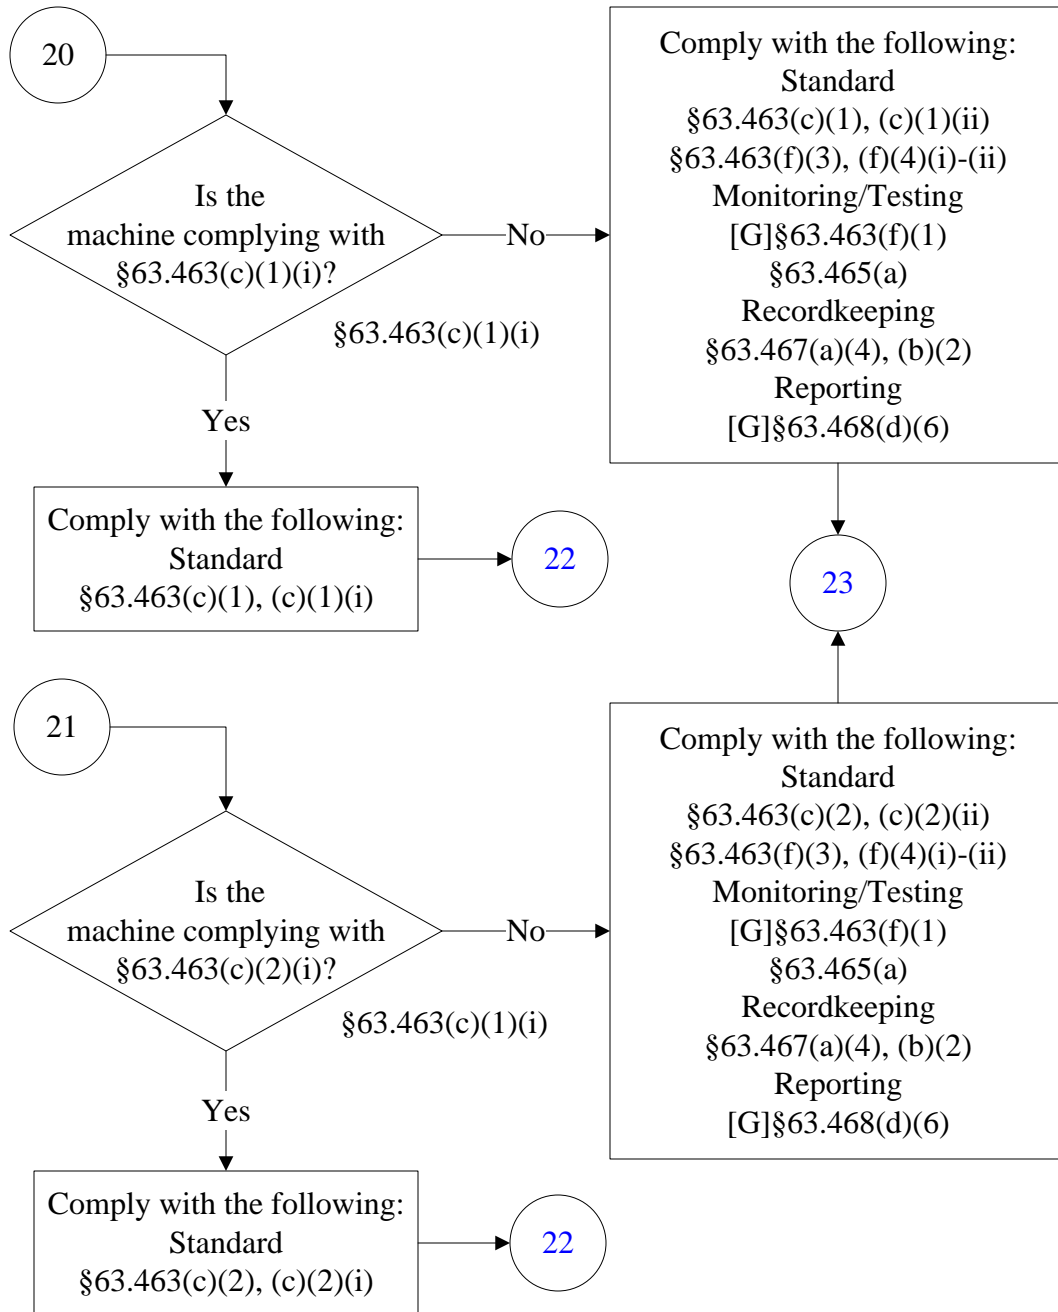 20
Is the
machine complying with
§63.463(c)(1)(i)?
No
§63.463(c)(1)(i)
Yes
Comply with the following:
Standard
§63.463(c)(1), (c)(1)(i)
22
Comply with the following:
Standard
§63.463(c)(1), (c)(1)(ii)
§63.463(f)(3), (f)(4)(i)-(ii)
Monitoring/Testing
[G]§63.463(f)(1)
§63.465(a)
Recordkeeping
§63.467(a)(4), (b)(2)
Reporting
[G]§63.468(d)(6)
23
21
Is the
machine complying with
§63.463(c)(2)(i)?
No
§63.463(c)(1)(i)
Yes
Comply with the following:
Standard
§63.463(c)(2), (c)(2)(i)
22
Comply with the following:
Standard
§63.463(c)(2), (c)(2)(ii)
§63.463(f)(3), (f)(4)(i)-(ii)
Monitoring/Testing
[G]§63.463(f)(1)
§63.465(a)
Recordkeeping
§63.467(a)(4), (b)(2)
Reporting
[G]§63.468(d)(6)